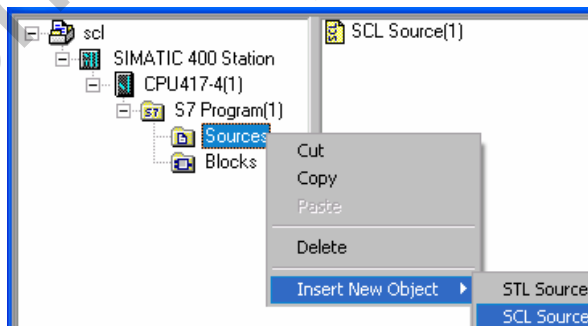 scl
SCL Source(1)
SIMATIC 400 Station
CPU417-4(1)
S7 Program(1)
Sources
Blocks
Cut
Copy
Paste
Delete
Insert New Object
STL Source
SCL Source